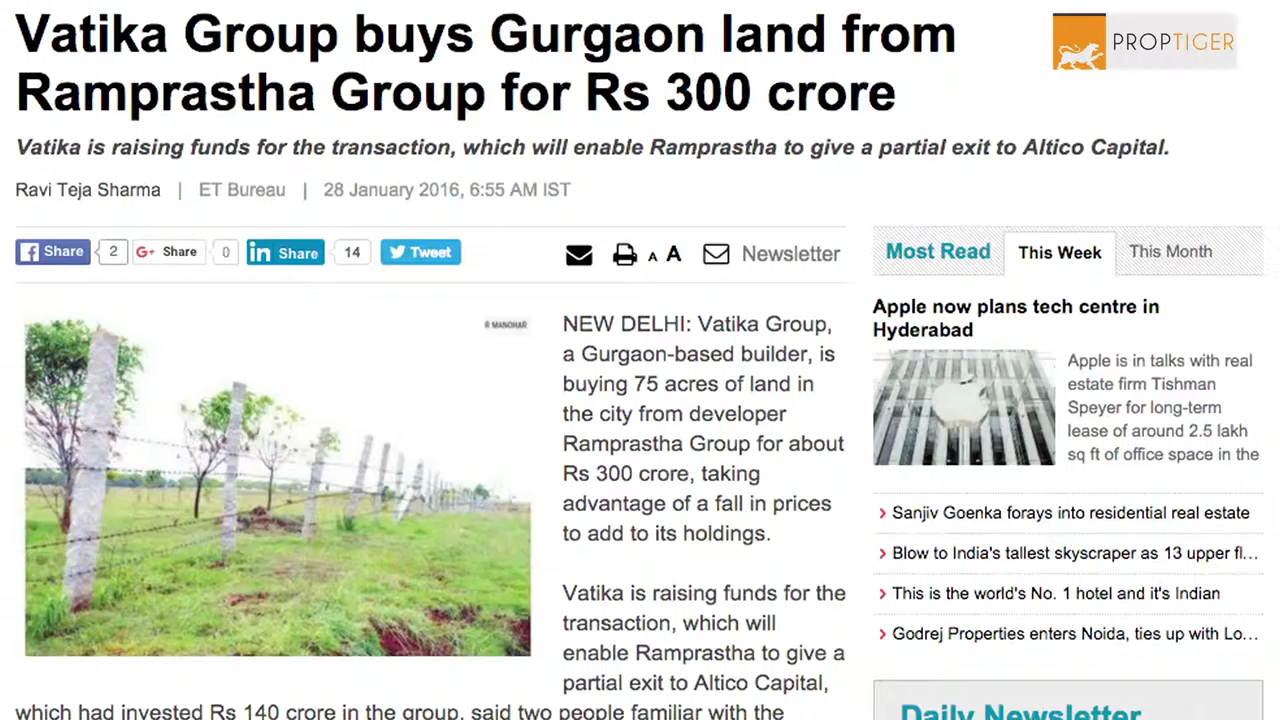 Vatika Group buys Gurgaon land from
Ramprastha Group for Rs 300 crore
PROPTIGER
Vatika is raising funds for the transaction, which will enable Ramprastha to give a partial exit to Altico Capital.
Ravi Teja Sharma | ET Bureau | 28 January 2016, 6:55 AM IST
Share 2 G+ Share 0 in Share 14 Tweet A A Newsletter
R MANOHAR
NEW DELHI: Vatika Group,
a Gurgaon-based builder, is
buying 75 acres of land in
the city from developer
Ramprastha Group for about
Rs 300 crore, taking
advantage of a fall in prices
to add to its holdings.
Vatika is raising funds for the
transaction, which will
enable Ramprastha to give a
partial exit to Altico Capital,
which had invested Rs 140 crore in the group, said two people familiar with the
Most Read This Week This Month
Apple now plans tech centre in
Hyderabad
Apple is in talks with real
estate firm Tishman
Speyer for long-term
lease of around 2.5 lakh
sq ft of office space in the
Sanjiv Goenka forays into residential real estate
Blow to India's tallest skyscraper as 13 upper fl...
This is the world's No. 1 hotel and it's Indian
Godrej Properties enters Noida, ties up with Lo...
Daily Newsletter